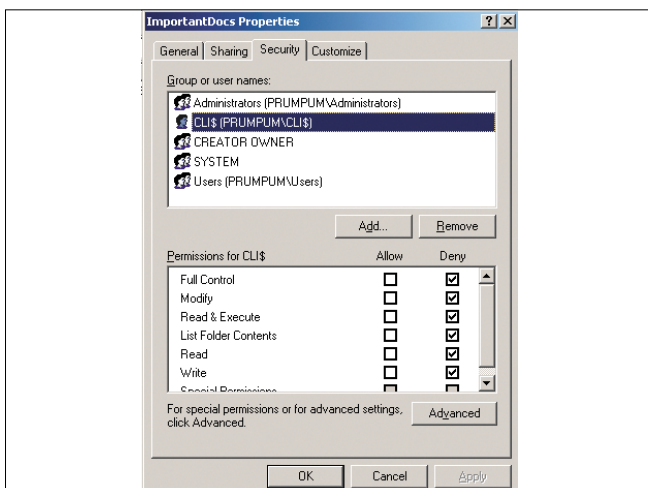 ImportantDocs Properties
General Sharing Security Customize
Group or user names:
Administrators (PRUMPUM\Administrators)
CLI$ (PRUMPUM\CLI$)
CREATOR OWNER
SYSTEM
Users (PRUMPUM\Users)
Add... Remove
Permissions for CLI$ Allow Deny
Full Control
Modify
Read & Execute
List Folder Contents
Read
Write
Special Permissions
For special permissions or for advanced settings, Advanced
click Advanced.
OK Cancel Apply